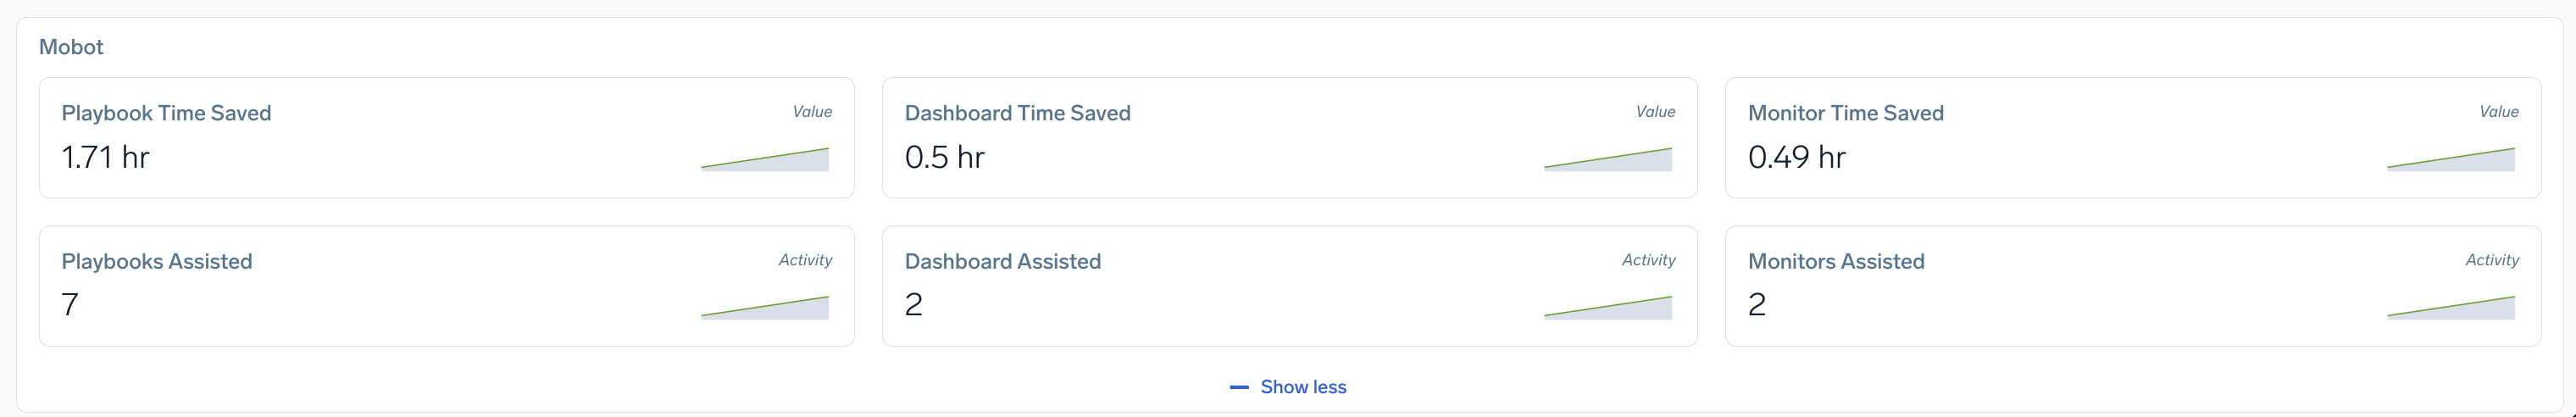 Mobot
Playbook Time Saved
Value
1.71 hr
Dashboard Time Saved
Value
0.5 hr
Monitor Time Saved
Value
0.49 hr
Playbooks Assisted
Activity
7
Dashboard Assisted
Activity
2
Monitors Assisted
Activity
2
Show less